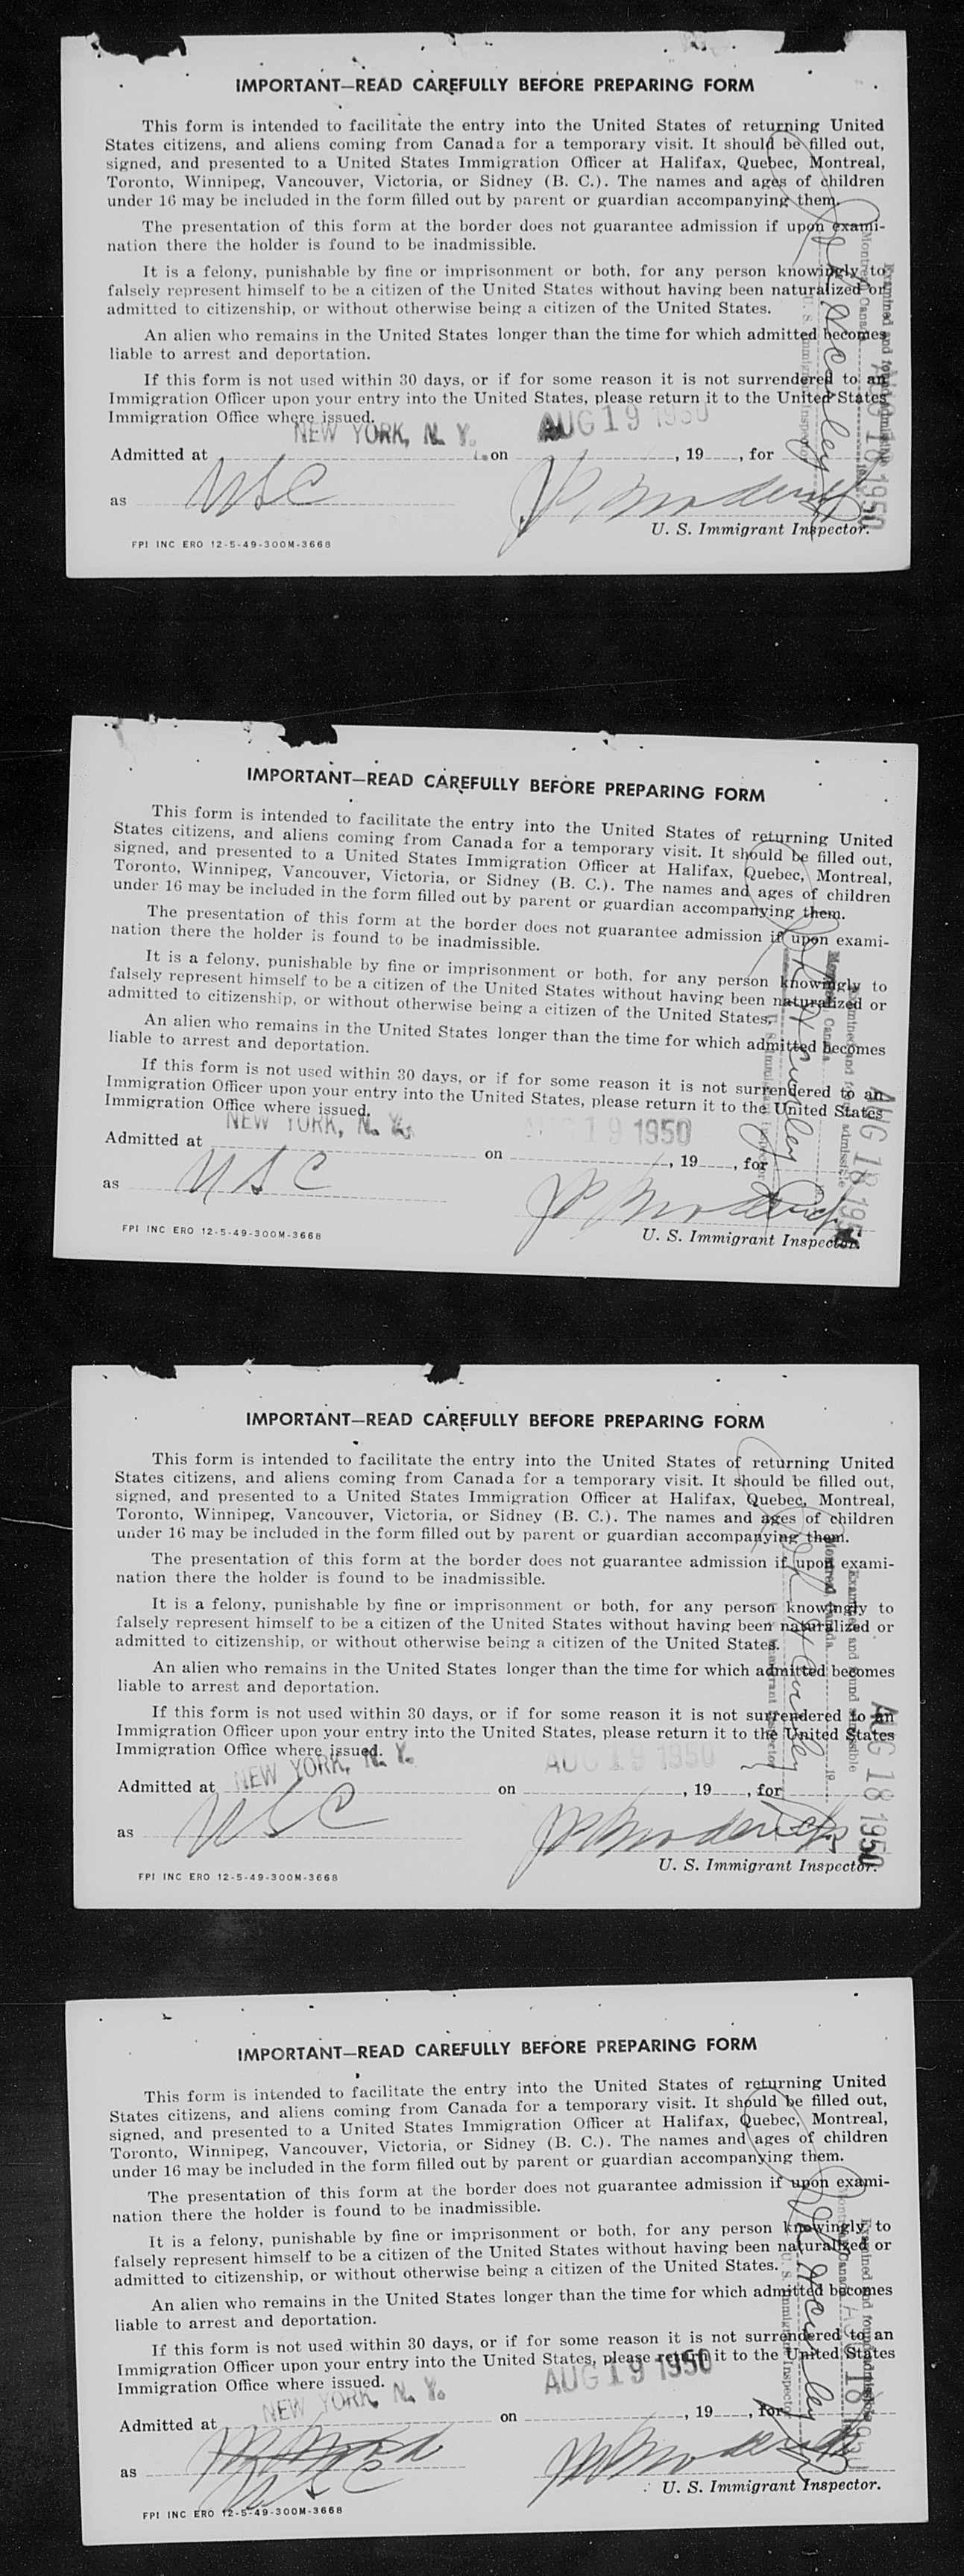 IMPORTANT—READ CAREFULLY BEFORE PREPARING FORM
This form is intended to facilitate the entry into the United States of returning United
States citizens, and aliens coming from Canada for a temporary visit. It should be filled out,
signed, and presented to a United States Immigration Officer at Halifax, Quebec, Montreal,
Toronto, Winnipeg, Vancouver, Victoria, or Sidney (B. C.). The names and ages of children
under 16 may be included in the form filled out by parent or guardian accompanying them.
The presentation of this form at the border does not guarantee admission if upon exami-
nation there the holder is found to be inadmissible.
It is a felony, punishable by fine or imprisonment or both, for any person knowingly to
falsely represent himself to be a citizen of the United States without having been naturalized or
admitted to citizenship, or without otherwise being a citizen of the United States.
An alien who remains in the United States longer than the time for which admitted becomes
liable to arrest and deportation.
If this form is not used within 30 days, or if for some reason it is not surrendered to an
Immigration Officer upon your entry into the United States, please return it to the United States
Immigration Office where issued.
NEW YORK, N. Y. AUG 19 1950
Admitted at on , 19 , for
as USC
U. S. Immigrant Inspector.
FPI INC ERO 12-5-49-300M-3668
Examined and found admissible
Montreal, Canada
AUG 18 1950
U. S. Immigrant Inspector
IMPORTANT—READ CAREFULLY BEFORE PREPARING FORM
This form is intended to facilitate the entry into the United States of returning United
States citizens, and aliens coming from Canada for a temporary visit. It should be filled out,
signed, and presented to a United States Immigration Officer at Halifax, Quebec, Montreal,
Toronto, Winnipeg, Vancouver, Victoria, or Sidney (B. C.). The names and ages of children
under 16 may be included in the form filled out by parent or guardian accompanying them.
The presentation of this form at the border does not guarantee admission if upon exami-
nation there the holder is found to be inadmissible.
It is a felony, punishable by fine or imprisonment or both, for any person knowingly to
falsely represent himself to be a citizen of the United States without having been naturalized or
admitted to citizenship, or without otherwise being a citizen of the United States.
An alien who remains in the United States longer than the time for which admitted becomes
liable to arrest and deportation.
If this form is not used within 30 days, or if for some reason it is not surrendered to an
Immigration Officer upon your entry into the United States, please return it to the United States
Immigration Office where issued.
NEW YORK, N. Y. AUG 19 1950
Admitted at on , 19 , for
as USC
U. S. Immigrant Inspector.
FPI INC ERO 12-5-49-300M-3668
Examined and found admissible
Montreal, Canada
AUG 18 1950
U. S. Immigrant Inspector
IMPORTANT—READ CAREFULLY BEFORE PREPARING FORM
This form is intended to facilitate the entry into the United States of returning United
States citizens, and aliens coming from Canada for a temporary visit. It should be filled out,
signed, and presented to a United States Immigration Officer at Halifax, Quebec, Montreal,
Toronto, Winnipeg, Vancouver, Victoria, or Sidney (B. C.). The names and ages of children
under 16 may be included in the form filled out by parent or guardian accompanying them.
The presentation of this form at the border does not guarantee admission if upon exami-
nation there the holder is found to be inadmissible.
It is a felony, punishable by fine or imprisonment or both, for any person knowingly to
falsely represent himself to be a citizen of the United States without having been naturalized or
admitted to citizenship, or without otherwise being a citizen of the United States.
An alien who remains in the United States longer than the time for which admitted becomes
liable to arrest and deportation.
If this form is not used within 30 days, or if for some reason it is not surrendered to an
Immigration Officer upon your entry into the United States, please return it to the United States
Immigration Office where issued.
NEW YORK, N. Y. AUG 19 1950
Admitted at on , 19 , for
as USC
U. S. Immigrant Inspector.
FPI INC ERO 12-5-49-300M-3668
Examined and found admissible
Montreal, Canada
19
AUG 18 1950
Immigrant Inspector
IMPORTANT—READ CAREFULLY BEFORE PREPARING FORM
This form is intended to facilitate the entry into the United States of returning United
States citizens, and aliens coming from Canada for a temporary visit. It should be filled out,
signed, and presented to a United States Immigration Officer at Halifax, Quebec, Montreal,
Toronto, Winnipeg, Vancouver, Victoria, or Sidney (B. C.). The names and ages of children
under 16 may be included in the form filled out by parent or guardian accompanying them.
The presentation of this form at the border does not guarantee admission if upon exami-
nation there the holder is found to be inadmissible.
It is a felony, punishable by fine or imprisonment or both, for any person knowingly to
falsely represent himself to be a citizen of the United States without having been naturalized or
admitted to citizenship, or without otherwise being a citizen of the United States.
An alien who remains in the United States longer than the time for which admitted becomes
liable to arrest and deportation.
If this form is not used within 30 days, or if for some reason it is not surrendered to an
Immigration Officer upon your entry into the United States, please return it to the United States
Immigration Office where issued.
NEW YORK, N. Y. AUG 19 1950
Admitted at on , 19 , for
as USC
U. S. Immigrant Inspector.
FPI INC ERO 12-5-49-300M-3668
Examined and found admissible
Montreal, Canada
AUG 18 1950
U. S. Immigrant Inspector